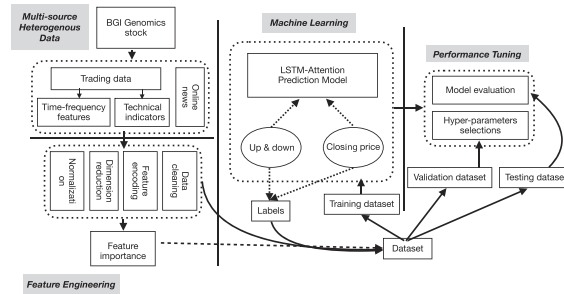 Multi-source
Heterogenous
Data
BGI Genomics
stock
Trading data
Time-frequency
features
Technical
indicators
Online
news
Normalizati
on
Dimension
reduction
Feature
encoding
Data
cleaning
Feature
importance
Feature Engineering
Machine Learning
LSTM-Attention
Prediction Model
Up & down
Closing price
Labels
Training dataset
Dataset
Performance Tuning
Model evaluation
Hyper-parameters
selections
Validation dataset
Testing dataset